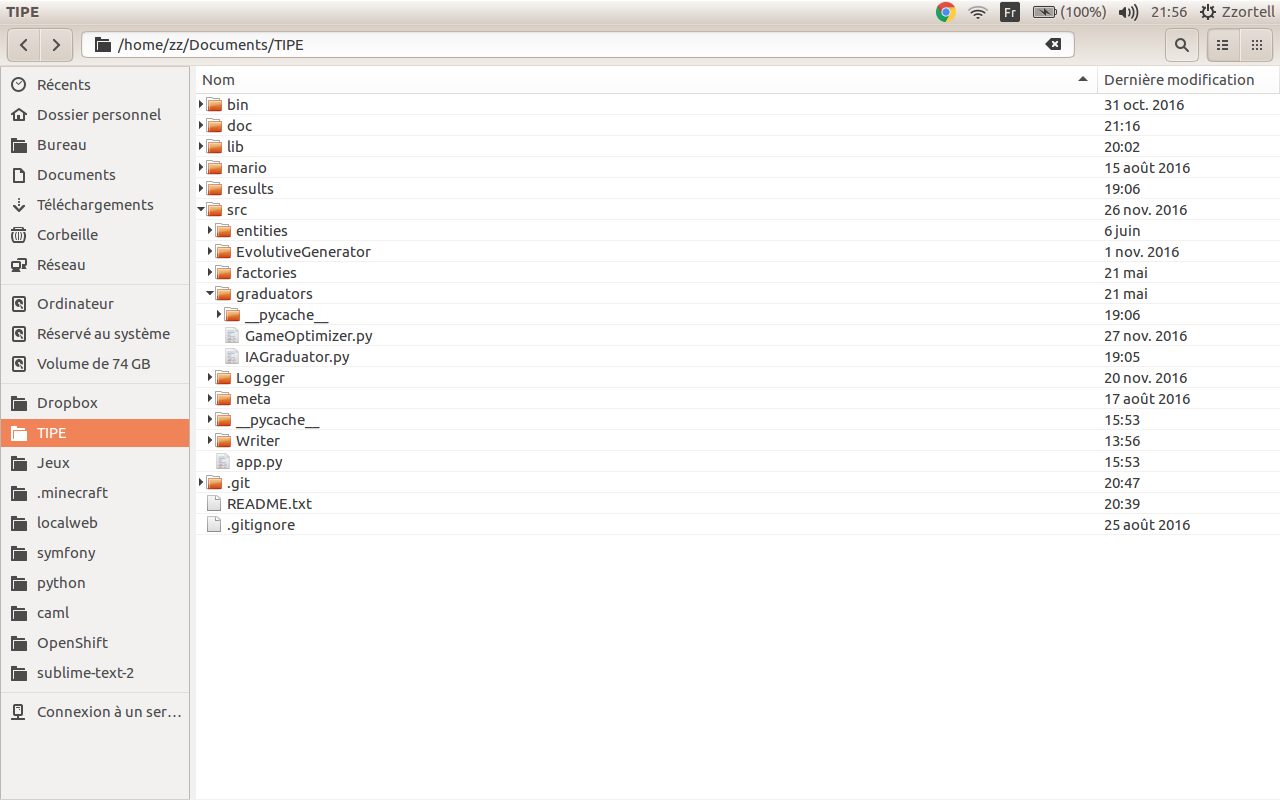 TIPE
Fr (100%) 21:56 Zzortell
/home/zz/Documents/TIPE
Récents
Dossier personnel
Bureau
Documents
Téléchargements
Corbeille
Réseau
Ordinateur
Réservé au système
Volume de 74 GB
Dropbox
TIPE
Jeux
.minecraft
localweb
symfony
python
caml
OpenShift
sublime-text-2
Connexion à un ser…
Nom Dernière modification
bin 31 oct. 2016
doc 21:16
lib 20:02
mario 15 août 2016
results 19:06
src 26 nov. 2016
entities 6 juin
EvolutiveGenerator 1 nov. 2016
factories 21 mai
graduators 21 mai
__pycache__ 19:06
GameOptimizer.py 27 nov. 2016
IAGraduator.py 19:05
Logger 20 nov. 2016
meta 17 août 2016
__pycache__ 15:53
Writer 13:56
app.py 15:53
.git 20:47
README.txt 20:39
.gitignore 25 août 2016